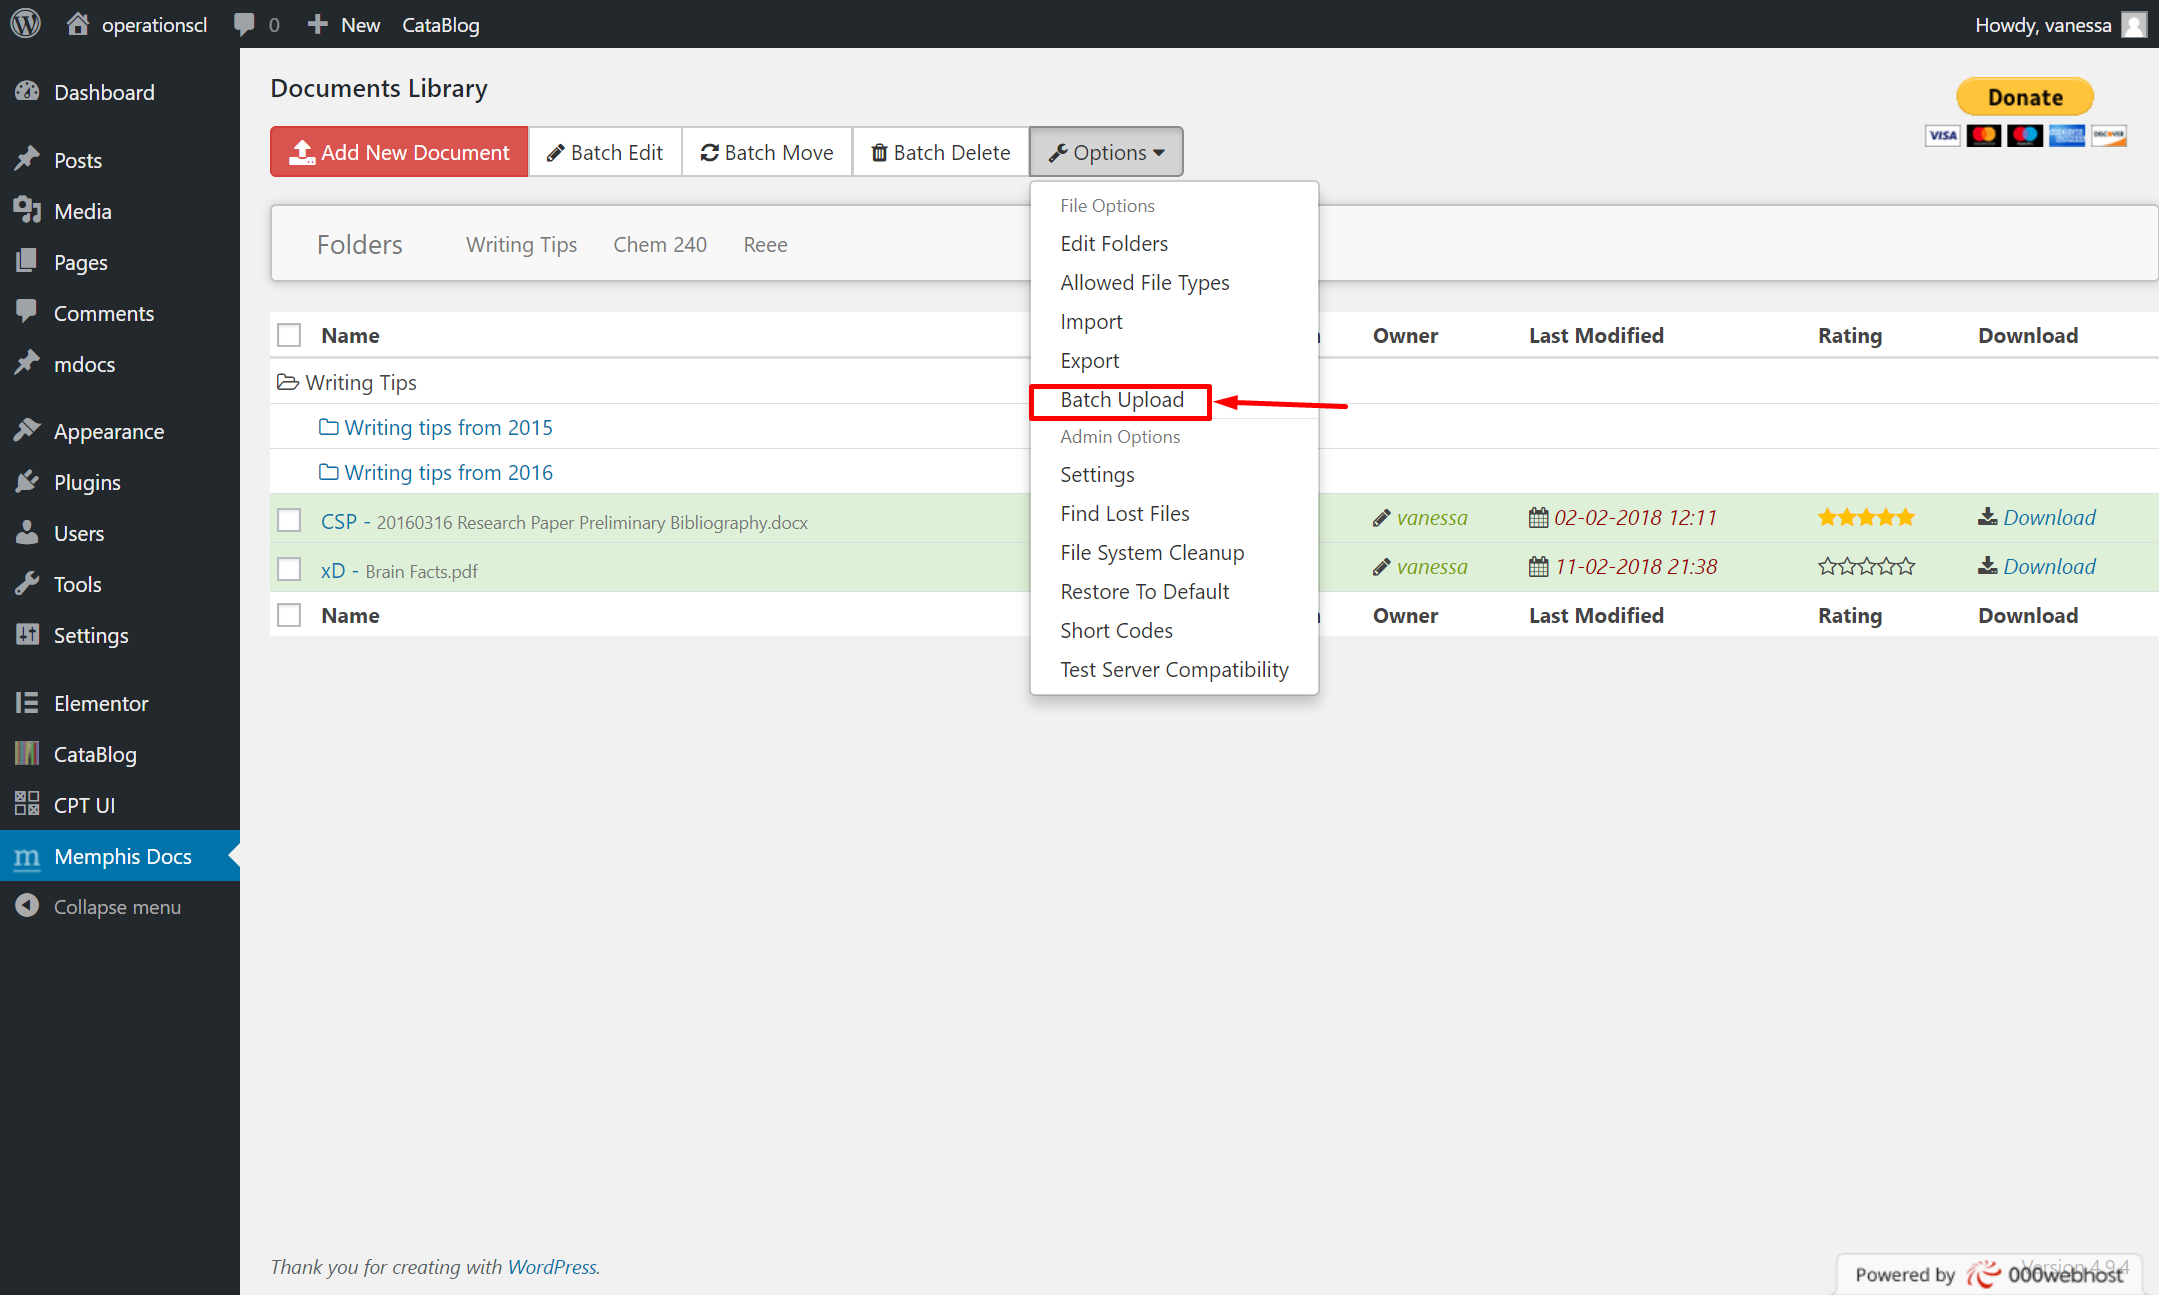 operationscl 0 New CataBlog Howdy, vanessa
Dashboard
Posts
Media
Pages
Comments
mdocs
Appearance
Plugins
Users
Tools
Settings
Elementor
CataBlog
CPT UI
m Memphis Docs
Collapse menu
Documents Library
Donate
VISA DISCOVER
Add New Document Batch Edit Batch Move Batch Delete Options
File Options
Edit Folders
Allowed File Types
Import
Export
Batch Upload
Admin Options
Settings
Find Lost Files
File System Cleanup
Restore To Default
Short Codes
Test Server Compatibility
Folders Writing Tips Chem 240 Reee
Name Owner Last Modified Rating Download
Writing Tips
Writing tips from 2015
Writing tips from 2016
CSP - 20160316 Research Paper Preliminary Bibliography.docx vanessa 02-02-2018 12:11 Download
xD - Brain Facts.pdf vanessa 11-02-2018 21:38 Download
Name Owner Last Modified Rating Download
Thank you for creating with WordPress.
Version 4.9.4
Powered by 000webhost